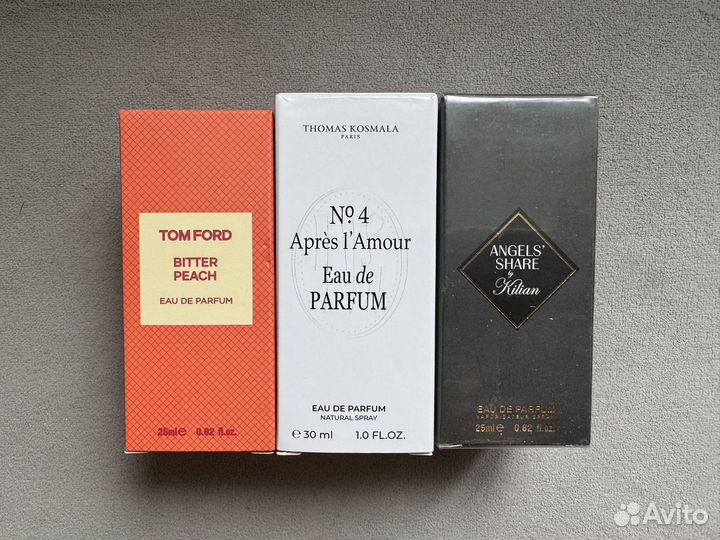 TOM FORD
BITTER
PEACH
EAU DE PARFUM
25ml e 0.82 fl.oz.
THOMAS KOSMALA
PARIS
Nº 4
Après l'Amour
Eau de
PARFUM
EAU DE PARFUM
NATURAL SPRAY
e 30 ml 1.0 FL.OZ.
ANGELS'
SHARE
by
Kilian
EAU DE PARFUM
VAPORISATEUR SPRAY
25ml e 0.82 fl.oz.
Avito